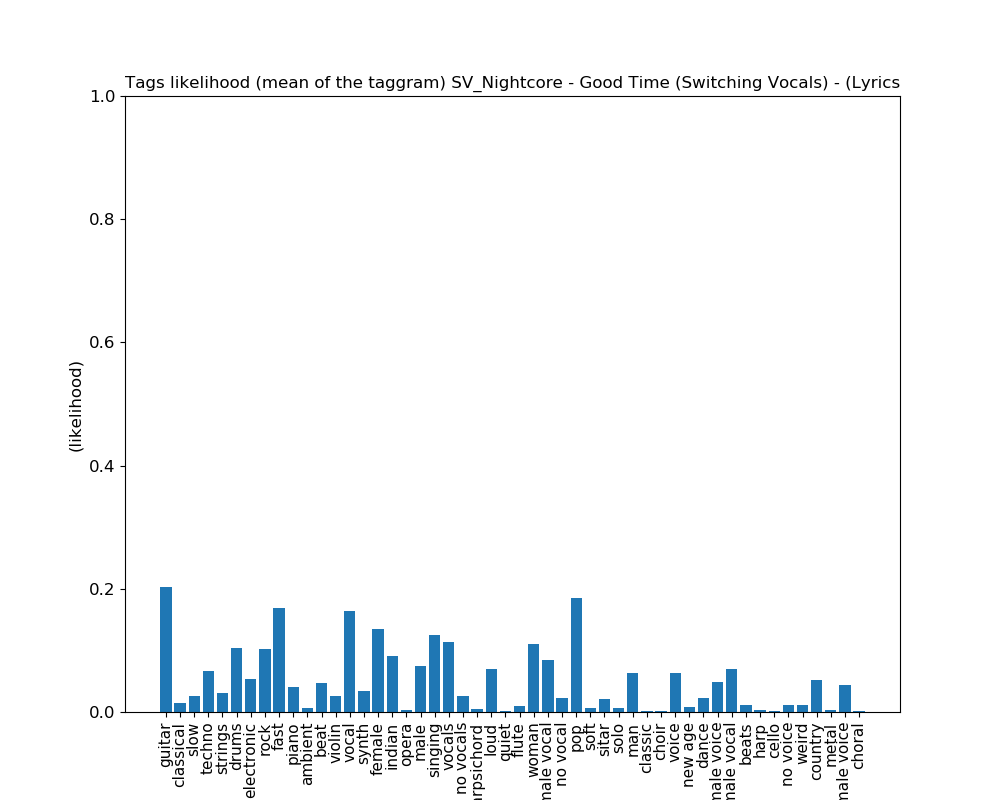 Tags likelihood (mean of the taggram) SV_Nightcore - Good Time (Switching Vocals) - (Lyrics
1.0
0.8
0.6
0.4
0.2
0.0
(likelihood)
guitar
classical
slow
techno
strings
drums
electronic
rock
fast
piano
ambient
beat
violin
vocal
synth
female
indian
opera
male
singing
vocals
no vocals
arpsichord
loud
quiet
flute
woman
male vocal
no vocal
pop
soft
sitar
solo
man
classic
choir
voice
new age
dance
male voice
male vocal
beats
harp
cello
no voice
weird
country
metal
male voice
choral